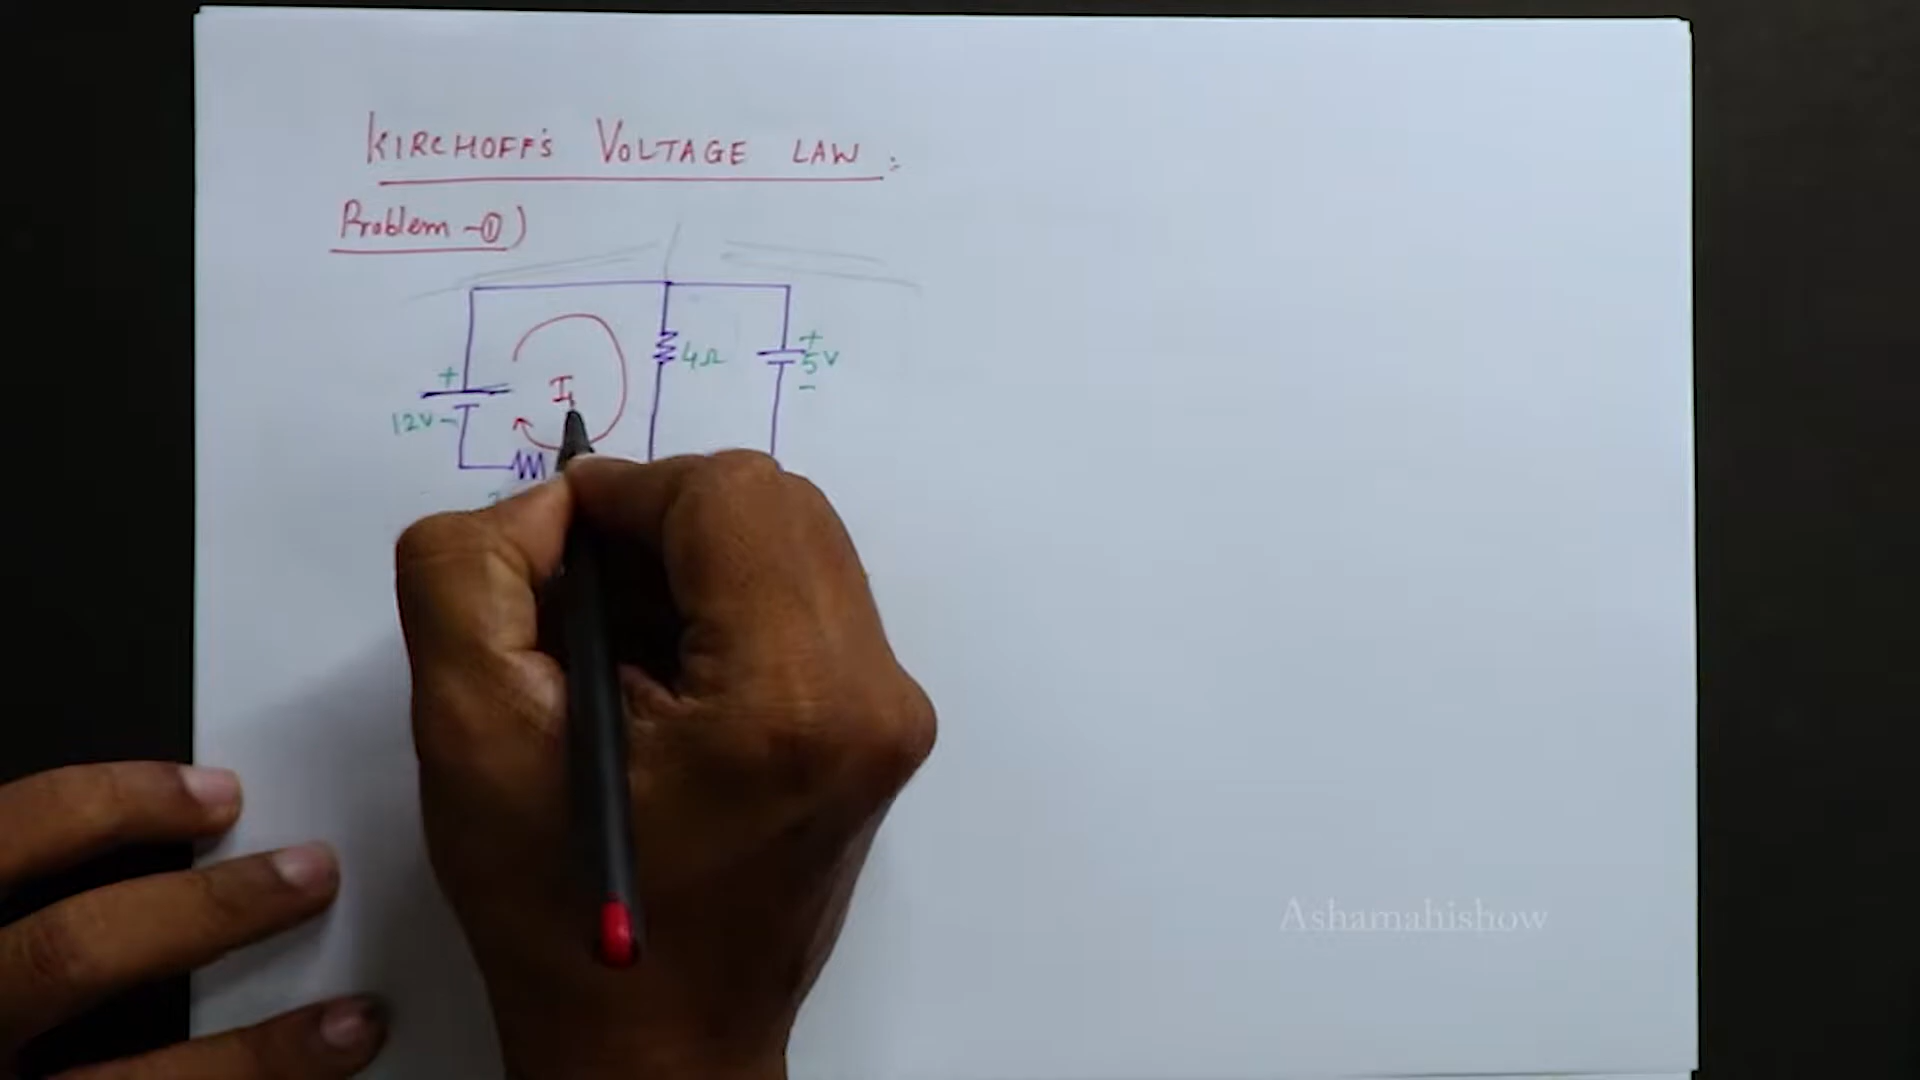 KIRCHOFF'S VOLTAGE LAW :
Problem -①)
+
4Ω
+
5V
-
I1
12V -
Ashamahishow